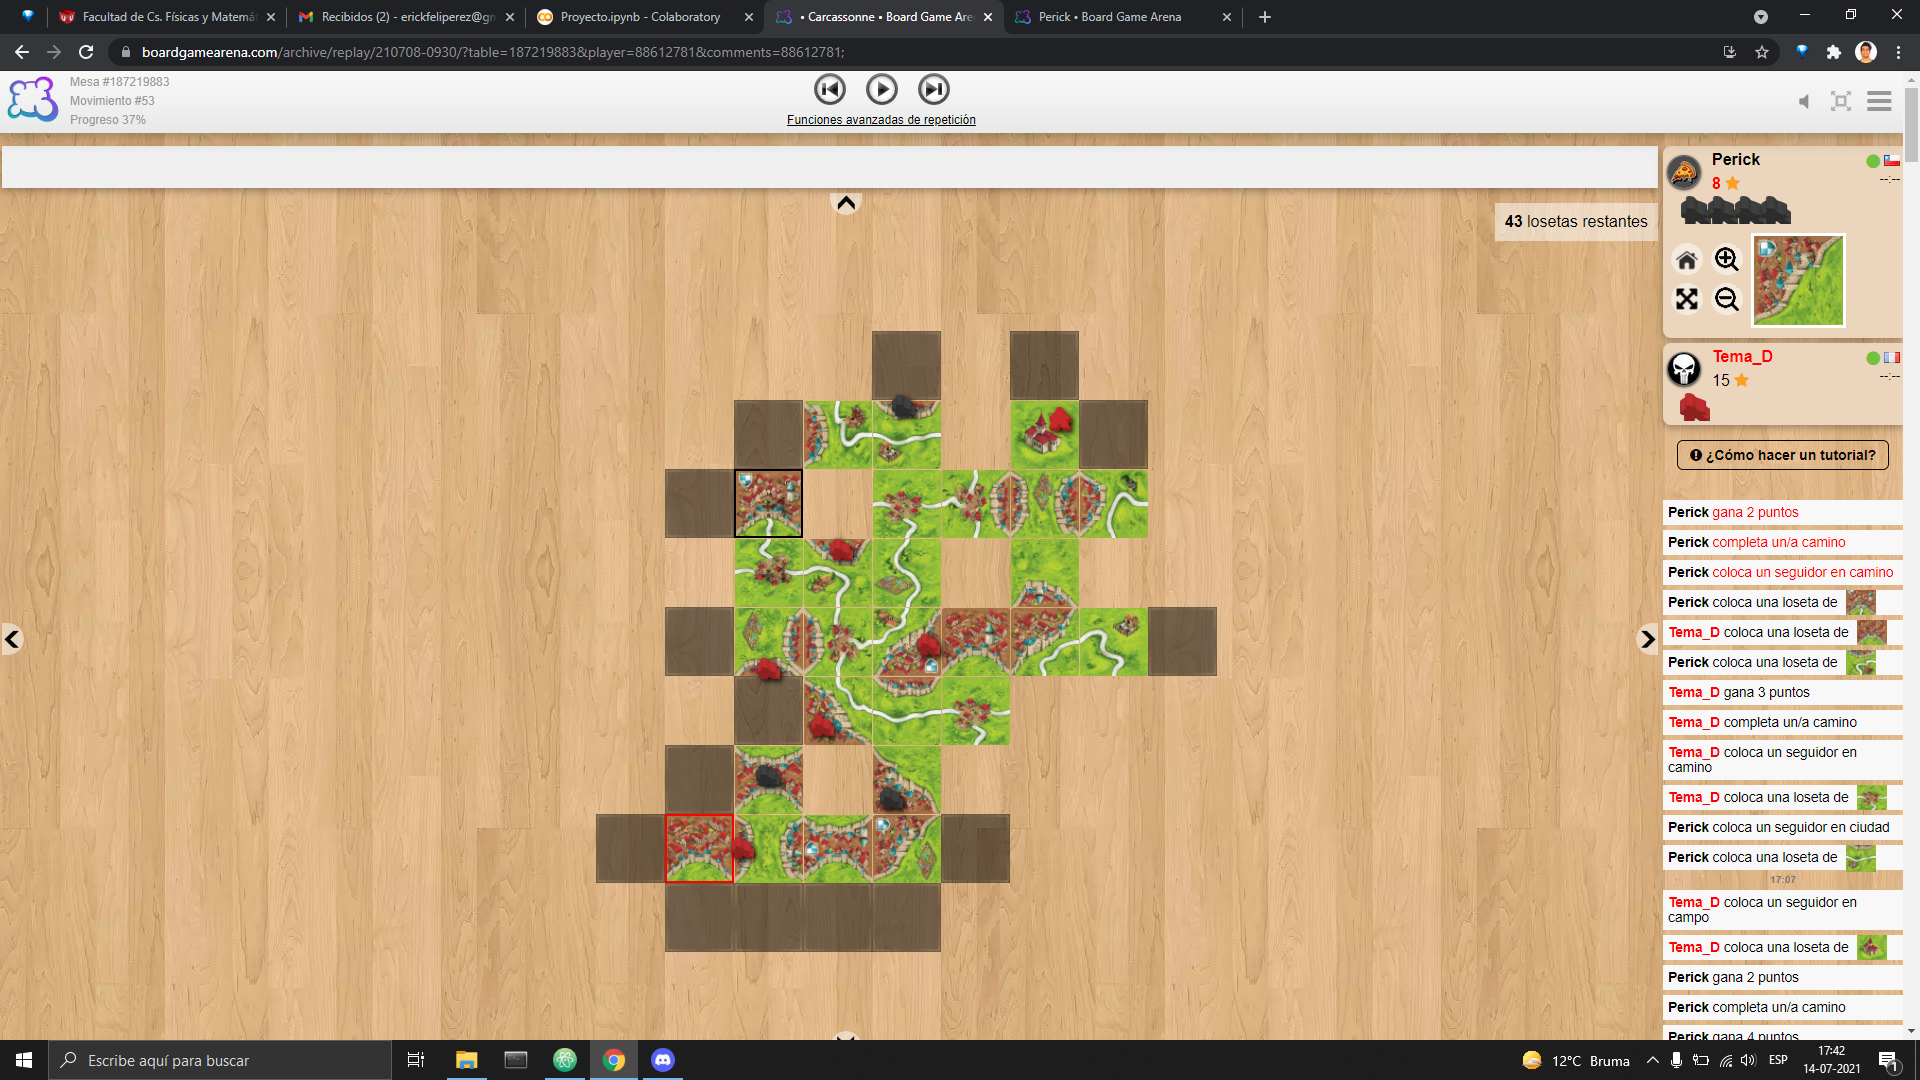 Facultad de Cs. Físicas y Matemá
Recibidos (2) - erickfeliperez@gm
Proyecto.ipynb - Colaboratory
• Carcassonne • Board Game Are
Perick • Board Game Arena
boardgamearena.com/archive/replay/210708-0930/?table=187219883&player=88612781&comments=88612781;
Mesa #187219883
Movimiento #53
Progreso 37%
Funciones avanzadas de repetición
43 losetas restantes
Perick
8
--:--
Tema_D
15
--:--
¿Cómo hacer un tutorial?
Perick gana 2 puntos
Perick completa un/a camino
Perick coloca un seguidor en camino
Perick coloca una loseta de
Tema_D coloca una loseta de
Perick coloca una loseta de
Tema_D gana 3 puntos
Tema_D completa un/a camino
Tema_D coloca un seguidor en
camino
Tema_D coloca una loseta de
Perick coloca un seguidor en ciudad
Perick coloca una loseta de
17:07
Tema_D coloca un seguidor en
campo
Tema_D coloca una loseta de
Perick gana 2 puntos
Perick completa un/a camino
Perick gana 4 puntos
Escribe aquí para buscar
12°C Bruma
ESP
17:42
14-07-2021
1